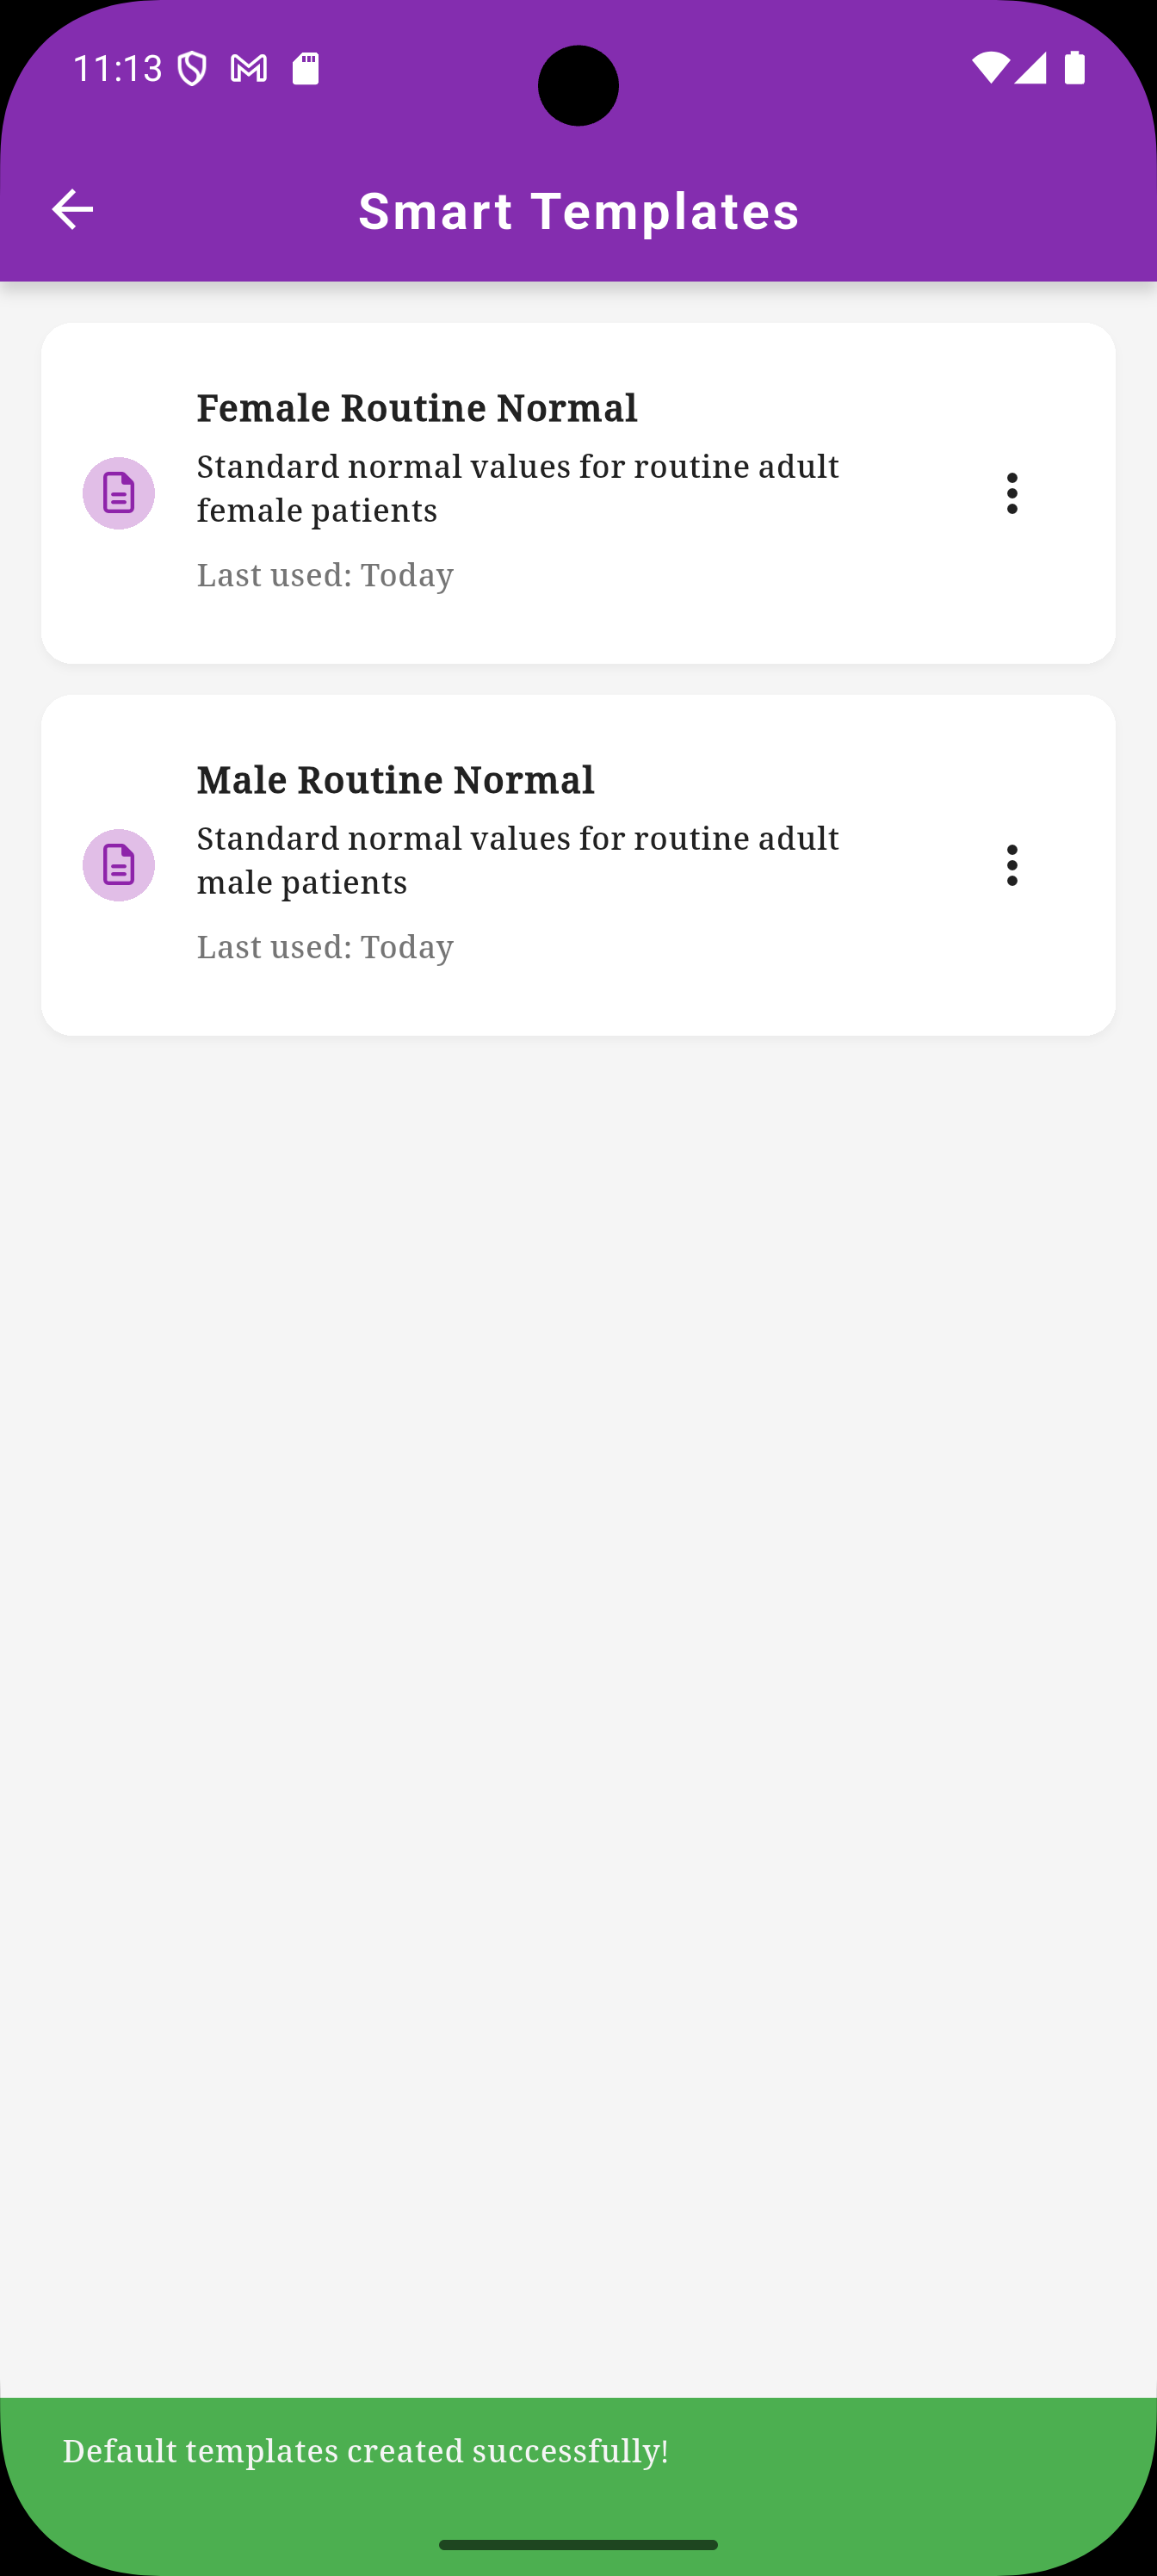 11:13
Smart Templates
Female Routine Normal
Standard normal values for routine adult
female patients
Last used: Today
Male Routine Normal
Standard normal values for routine adult
male patients
Last used: Today
Default templates created successfully!